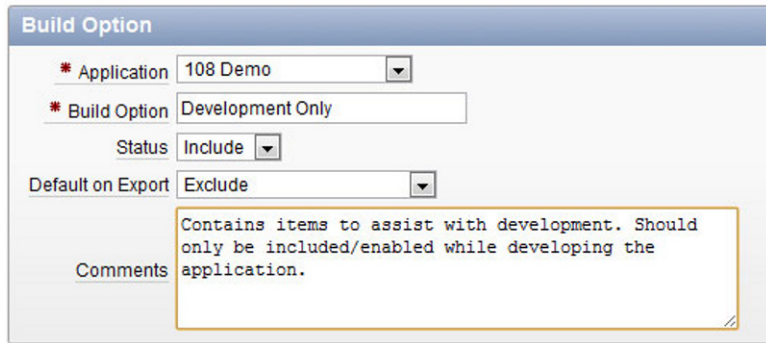 Build Option
* Application 108 Demo
* Build Option Development Only
Status Include
Default on Export Exclude
Contains items to assist with development. Should
only be included/enabled while developing the
Comments application.